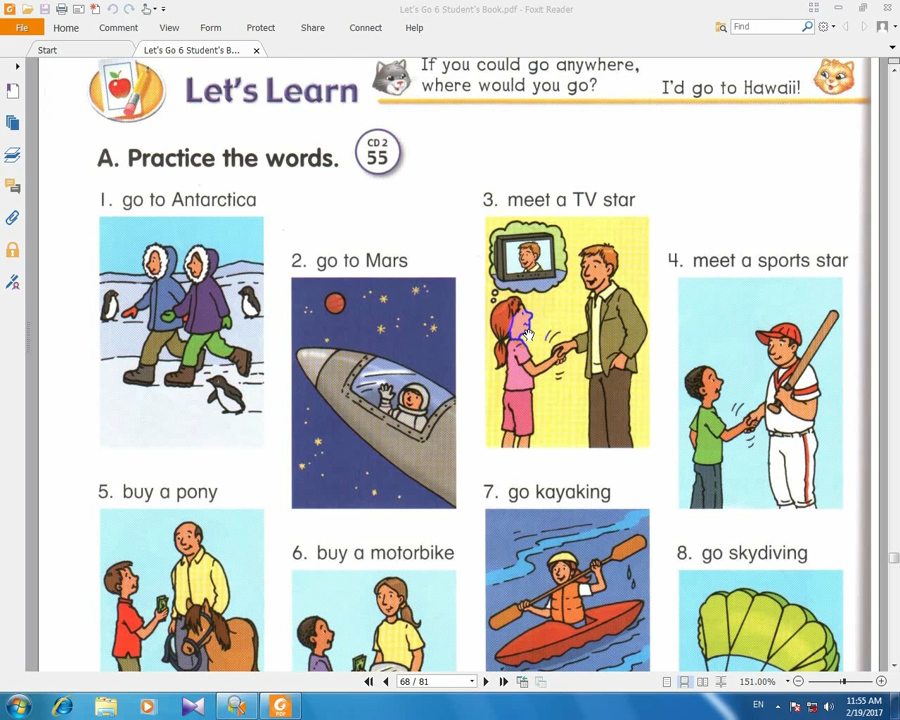 Let's Go 6 Student's Book.pdf - Foxit Reader
File Home Comment View Form Protect Share Connect Help
Find
Start
Let's Go 6 Student's B...
Let's Learn
If you could go anywhere,
where would you go?
I'd go to Hawaii!
A. Practice the words.
CD 2
55
1. go to Antarctica
2. go to Mars
3. meet a TV star
4. meet a sports star
5. buy a pony
6. buy a motorbike
7. go kayaking
8. go skydiving
68 / 81
151.00%
EN
11:55 AM
2/19/2017